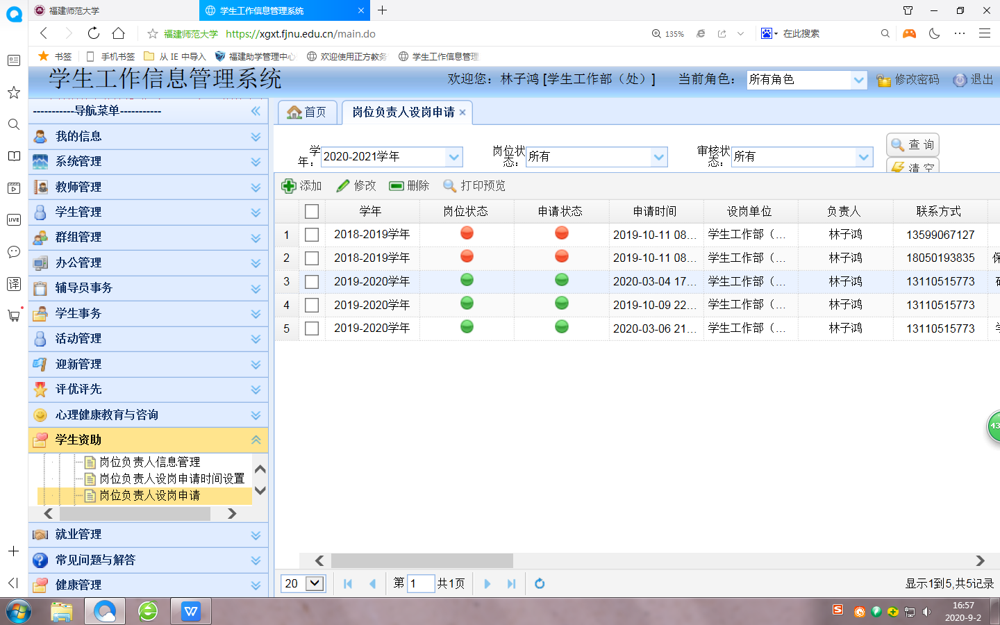 福建师范大学
学生工作信息管理系统
福建师范大学 https://xgxt.fjnu.edu.cn/main.do
135%
在此搜索
书签
手机书签
从 IE 中导入
福建助学管理中心
欢迎使用正方教务
学生工作信息管理
学生工作信息管理系统
欢迎您：林子鸿 [学生工作部（处）]
当前角色：
所有角色
修改密码
退出
-----------导航菜单-----------
首页
岗位负责人设岗申请
我的信息
系统管理
教师管理
学生管理
群组管理
办公管理
辅导员事务
学生事务
活动管理
迎新管理
评优评先
心理健康教育与咨询
学生资助
岗位负责人信息管理
岗位负责人设岗申请时间设置
岗位负责人设岗申请
就业管理
常见问题与解答
健康管理
LIVE
译
学年：
2020-2021学年
岗位状态：
所有
审核状态：
所有
查 询
清 空
添加
修改
删除
打印预览
学年 岗位状态 申请状态 申请时间 设岗单位 负责人 联系方式
1 2018-2019学年 2019-10-11 08... 学生工作部（... 林子鸿 13599067127
2 2018-2019学年 2019-10-11 08... 学生工作部（... 林子鸿 18050193835
3 2019-2020学年 2020-03-04 17... 学生工作部（... 林子鸿 13110515773
4 2019-2020学年 2019-10-09 22... 学生工作部（... 林子鸿 13110515773
5 2019-2020学年 2020-03-06 21... 学生工作部（... 林子鸿 13110515773
43
20
第 1 共1页
显示1到5,共5记录
16:57
2020-9-2